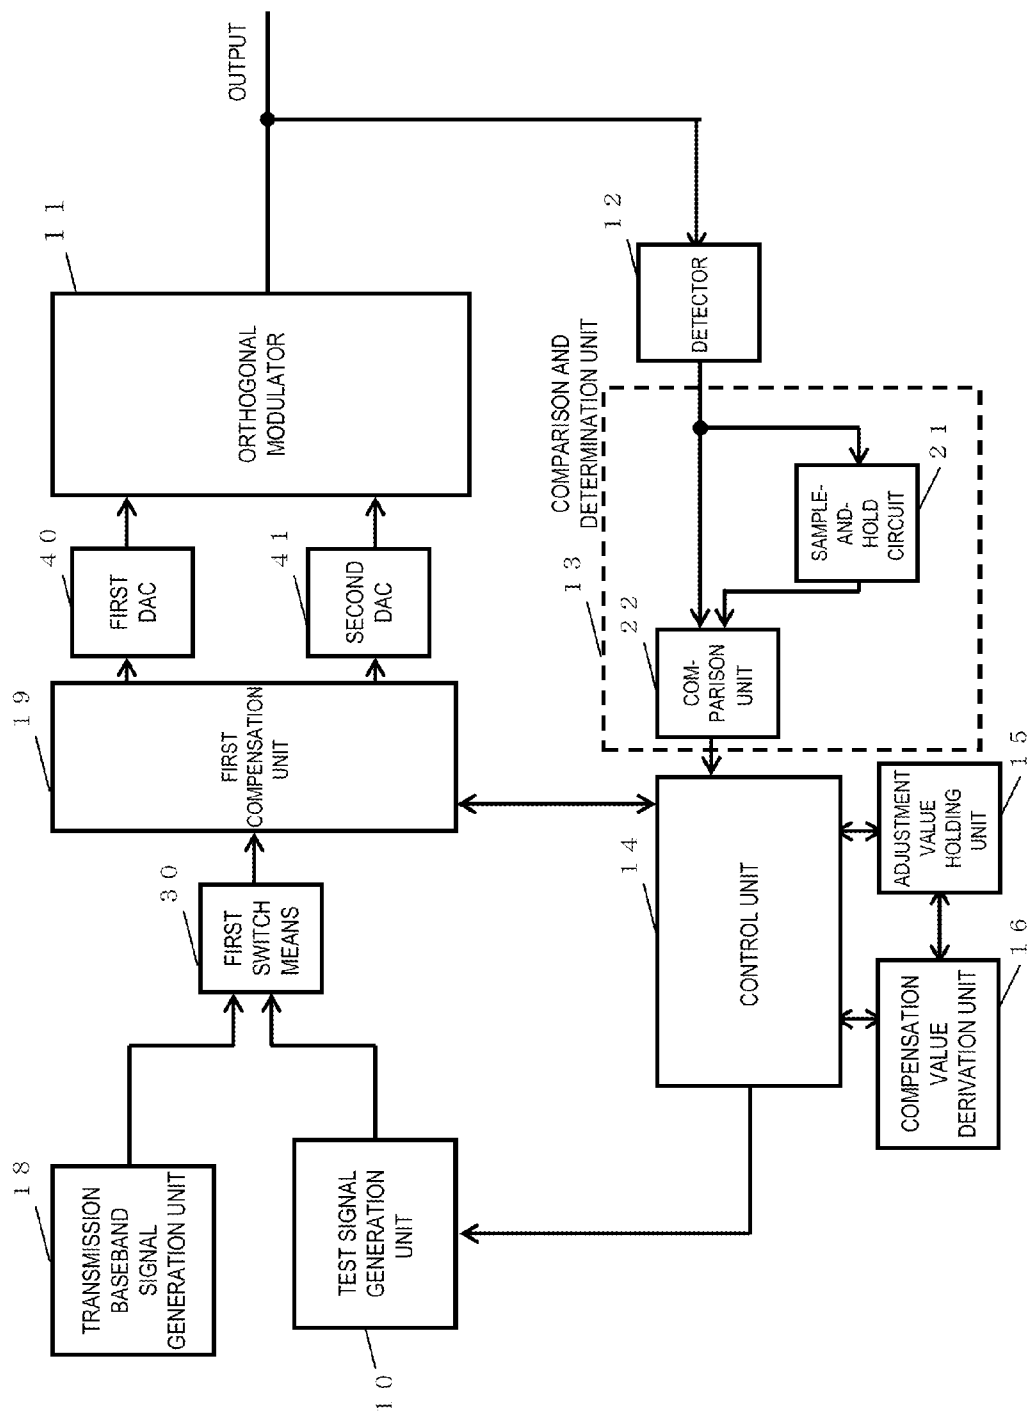 18
TRANSMISSION
BASEBAND
SIGNAL
GENERATION UNIT
10
TEST SIGNAL
GENERATION
UNIT
30
FIRST
SWITCH
MEANS
19
FIRST
COMPENSATION
UNIT
40
FIRST
DAC
41
SECOND
DAC
11
ORTHOGONAL
MODULATOR
OUTPUT
12
DETECTOR
COMPARISON AND
DETERMINATION UNIT
13
22
COM-
PARISON
UNIT
21
SAMPLE-
AND-
HOLD
CIRCUIT
14
CONTROL UNIT
15
ADJUSTMENT
VALUE
HOLDING
UNIT
16
COMPENSATION
VALUE
DERIVATION UNIT